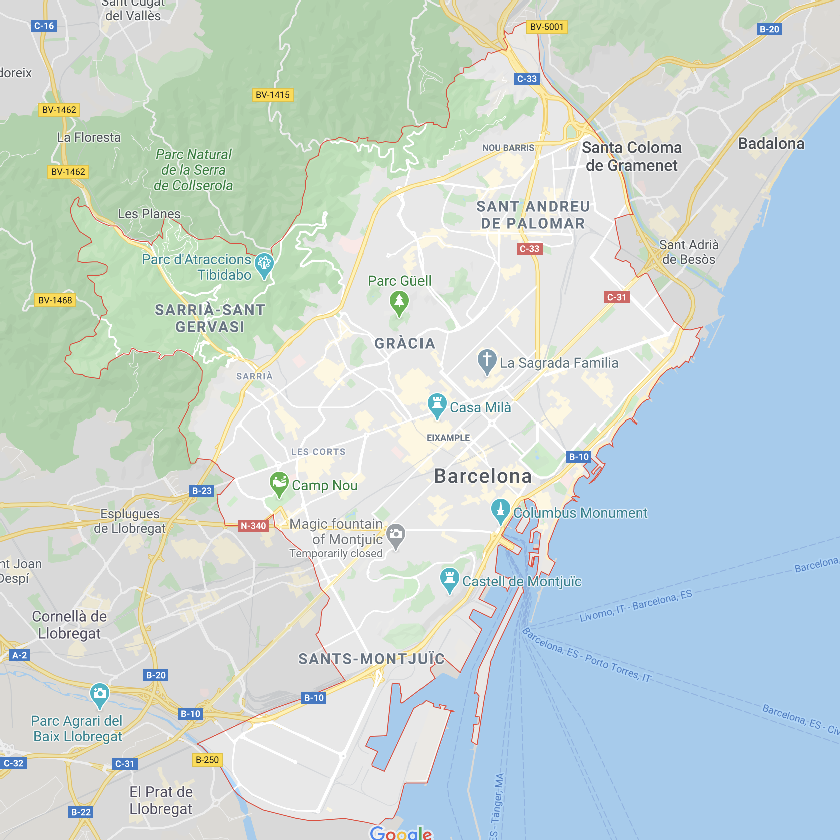 Sant Cugat
del Vallès
C-16
BV-5001
B-20
doreix
C-33
BV-1415
BV-1462
La Floresta
NOU BARRIS
Santa Coloma
de Gramenet
Badalona
Parc Natural
de la Serra
de Collserola
BV-1462
Les Planes
SANT ANDREU
DE PALOMAR
C-33
Sant Adrià
de Besòs
Parc d'Atraccions
Tibidabo
Parc Güell
BV-1468
C-31
SARRIÀ-SANT
GERVASI
GRÀCIA
La Sagrada Familia
SARRIÀ
Casa Milà
EIXAMPLE
LES CORTS
B-10
Barcelona
Camp Nou
B-23
Esplugues
de Llobregat
N-340
Columbus Monument
Magic fountain
of Montjuic
Temporarily closed
nt Joan
Despí
Barcelona,
Castell de Montjuïc
Livorno, IT - Barcelona, ES
Cornellà de
Llobregat
A-2
Barcelona, ES - Porto Torres, IT
SANTS-MONTJUÏC
B-20
B-10
B-10
Parc Agrari del
Baix Llobregat
Barcelona, ES - Civ
B-250
C-32
C-31
El Prat de
Llobregat
B-22
ES - Tánger, MA
Google